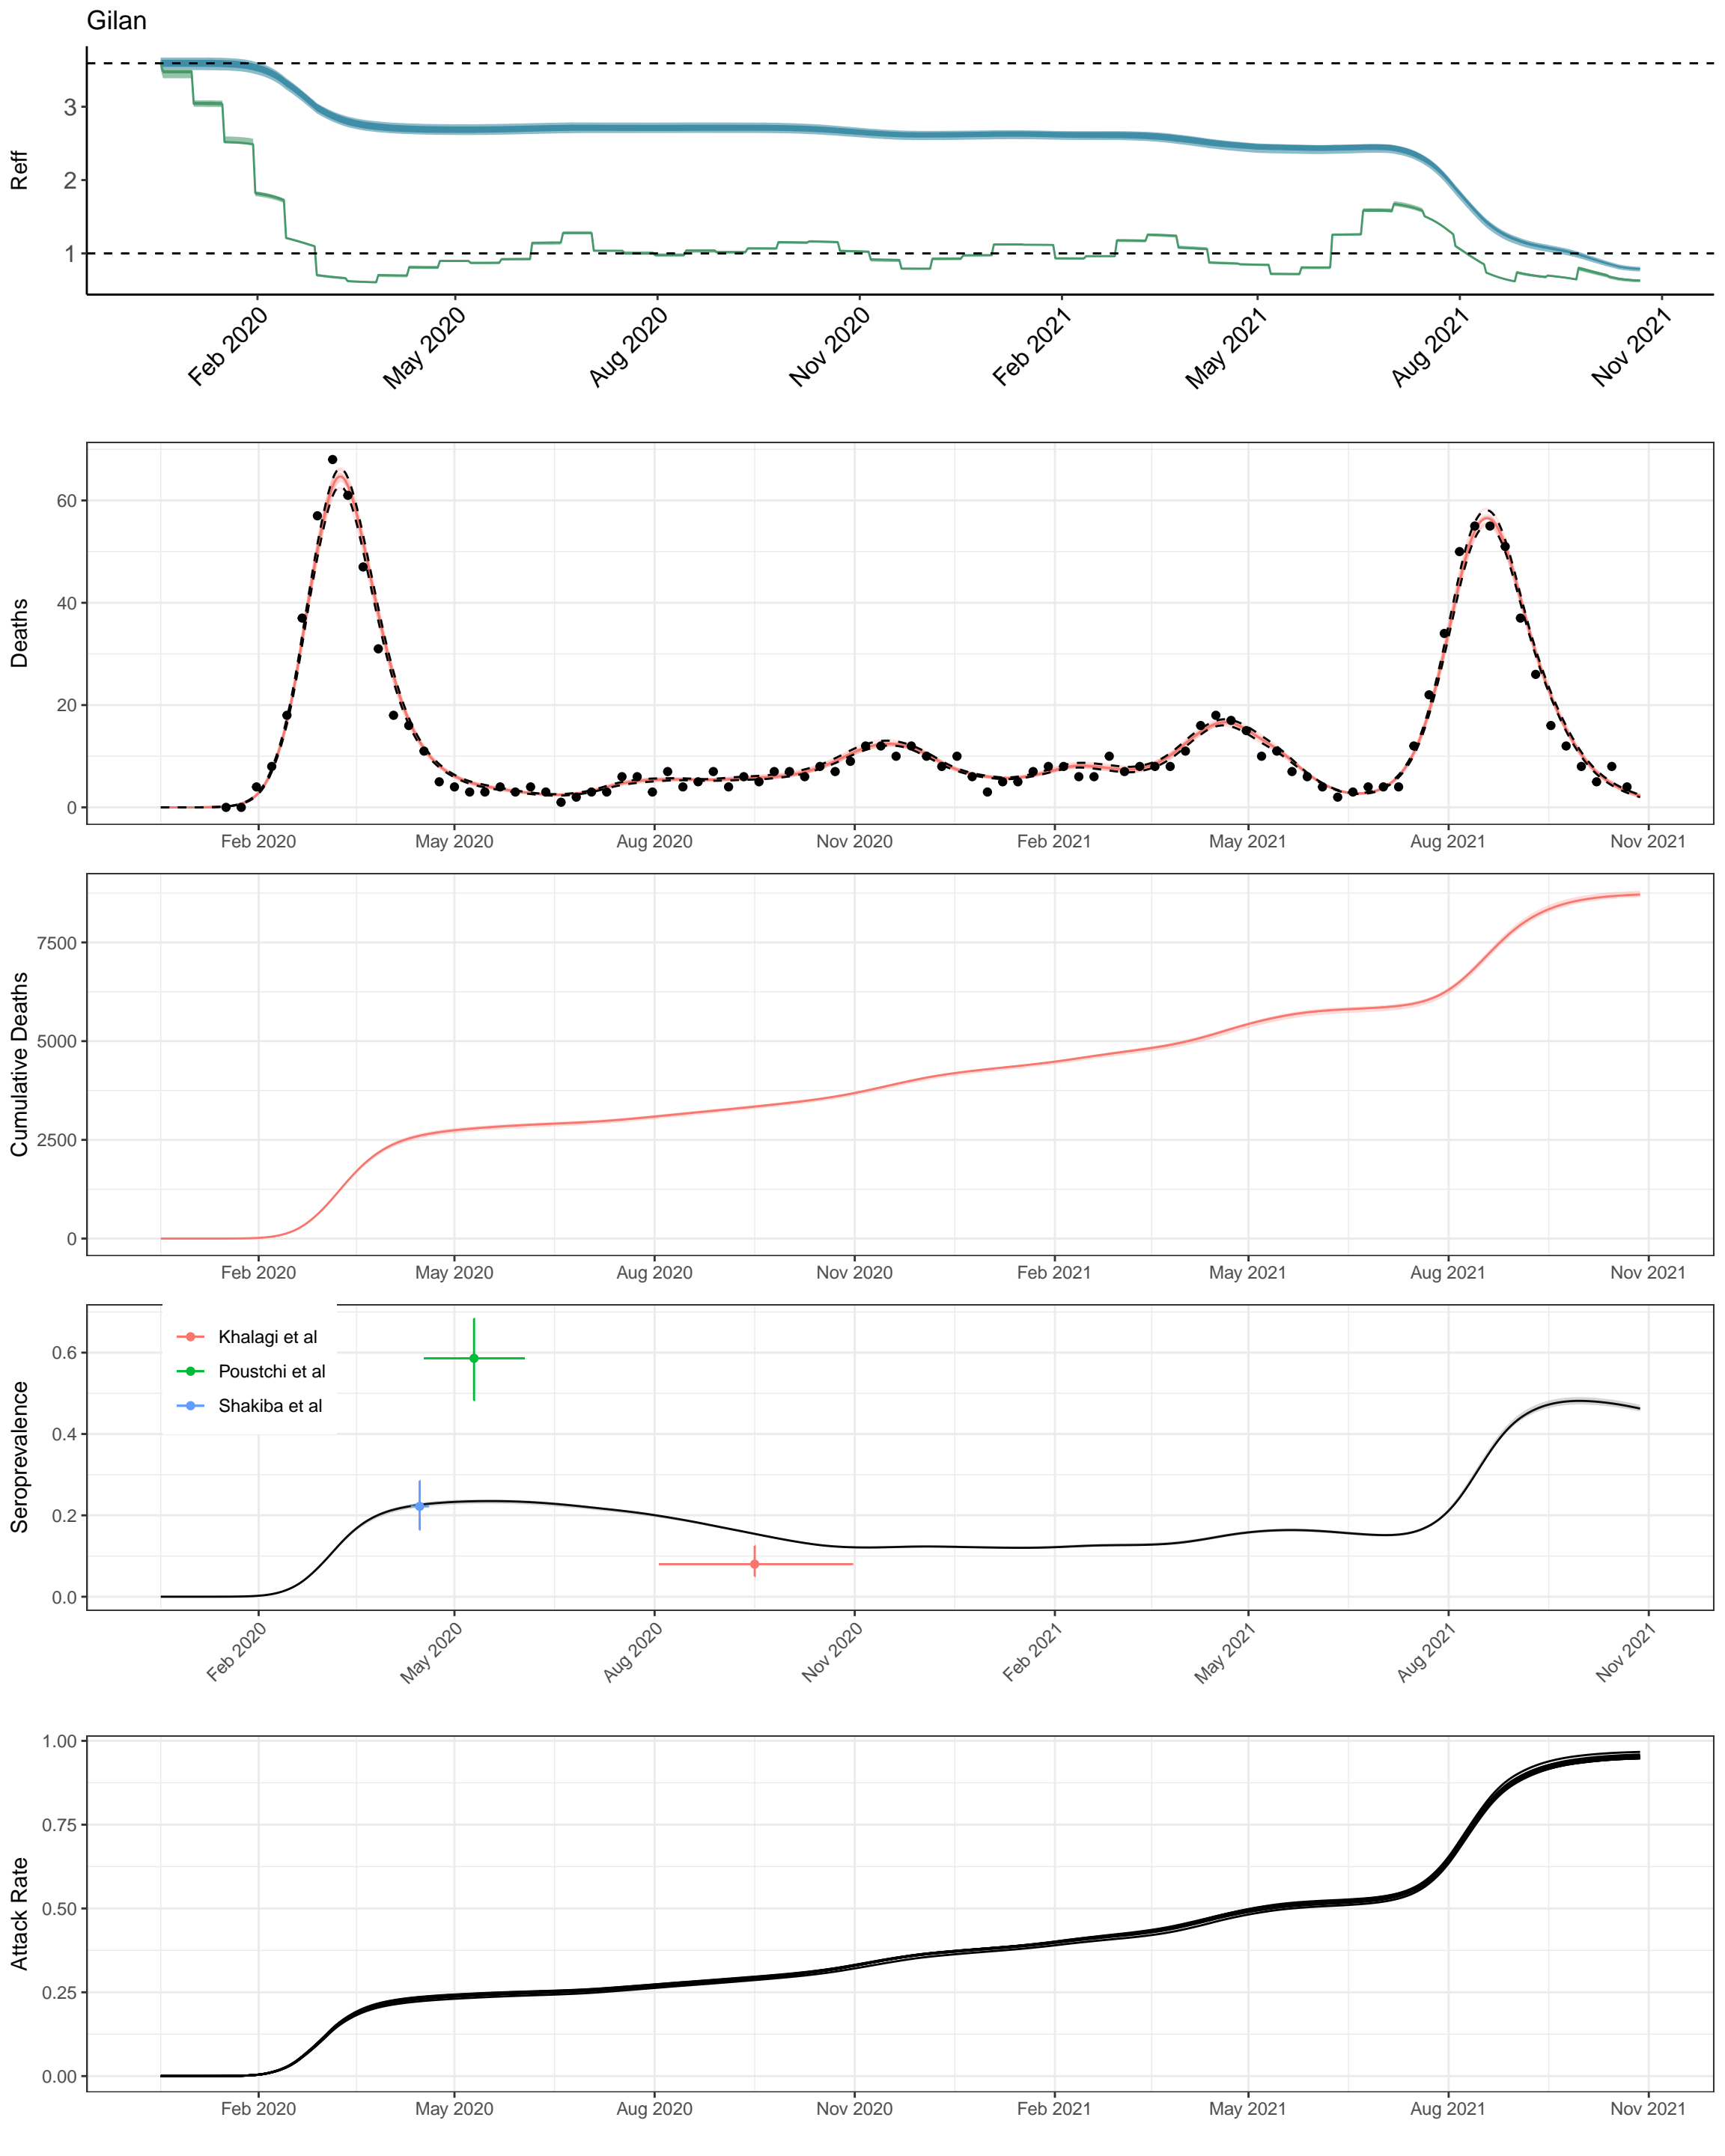 Gilan
Reff
3
2
1
Feb 2020 May 2020 Aug 2020 Nov 2020 Feb 2021 May 2021 Aug 2021 Nov 2021
Deaths
60
40
20
0
Feb 2020 May 2020 Aug 2020 Nov 2020 Feb 2021 May 2021 Aug 2021 Nov 2021
Cumulative Deaths
7500
5000
2500
0
Feb 2020 May 2020 Aug 2020 Nov 2020 Feb 2021 May 2021 Aug 2021 Nov 2021
Seroprevalence
0.6
0.4
0.2
0.0
Khalagi et al
Poustchi et al
Shakiba et al
Feb 2020 May 2020 Aug 2020 Nov 2020 Feb 2021 May 2021 Aug 2021 Nov 2021
Attack Rate
1.00
0.75
0.50
0.25
0.00
Feb 2020 May 2020 Aug 2020 Nov 2020 Feb 2021 May 2021 Aug 2021 Nov 2021